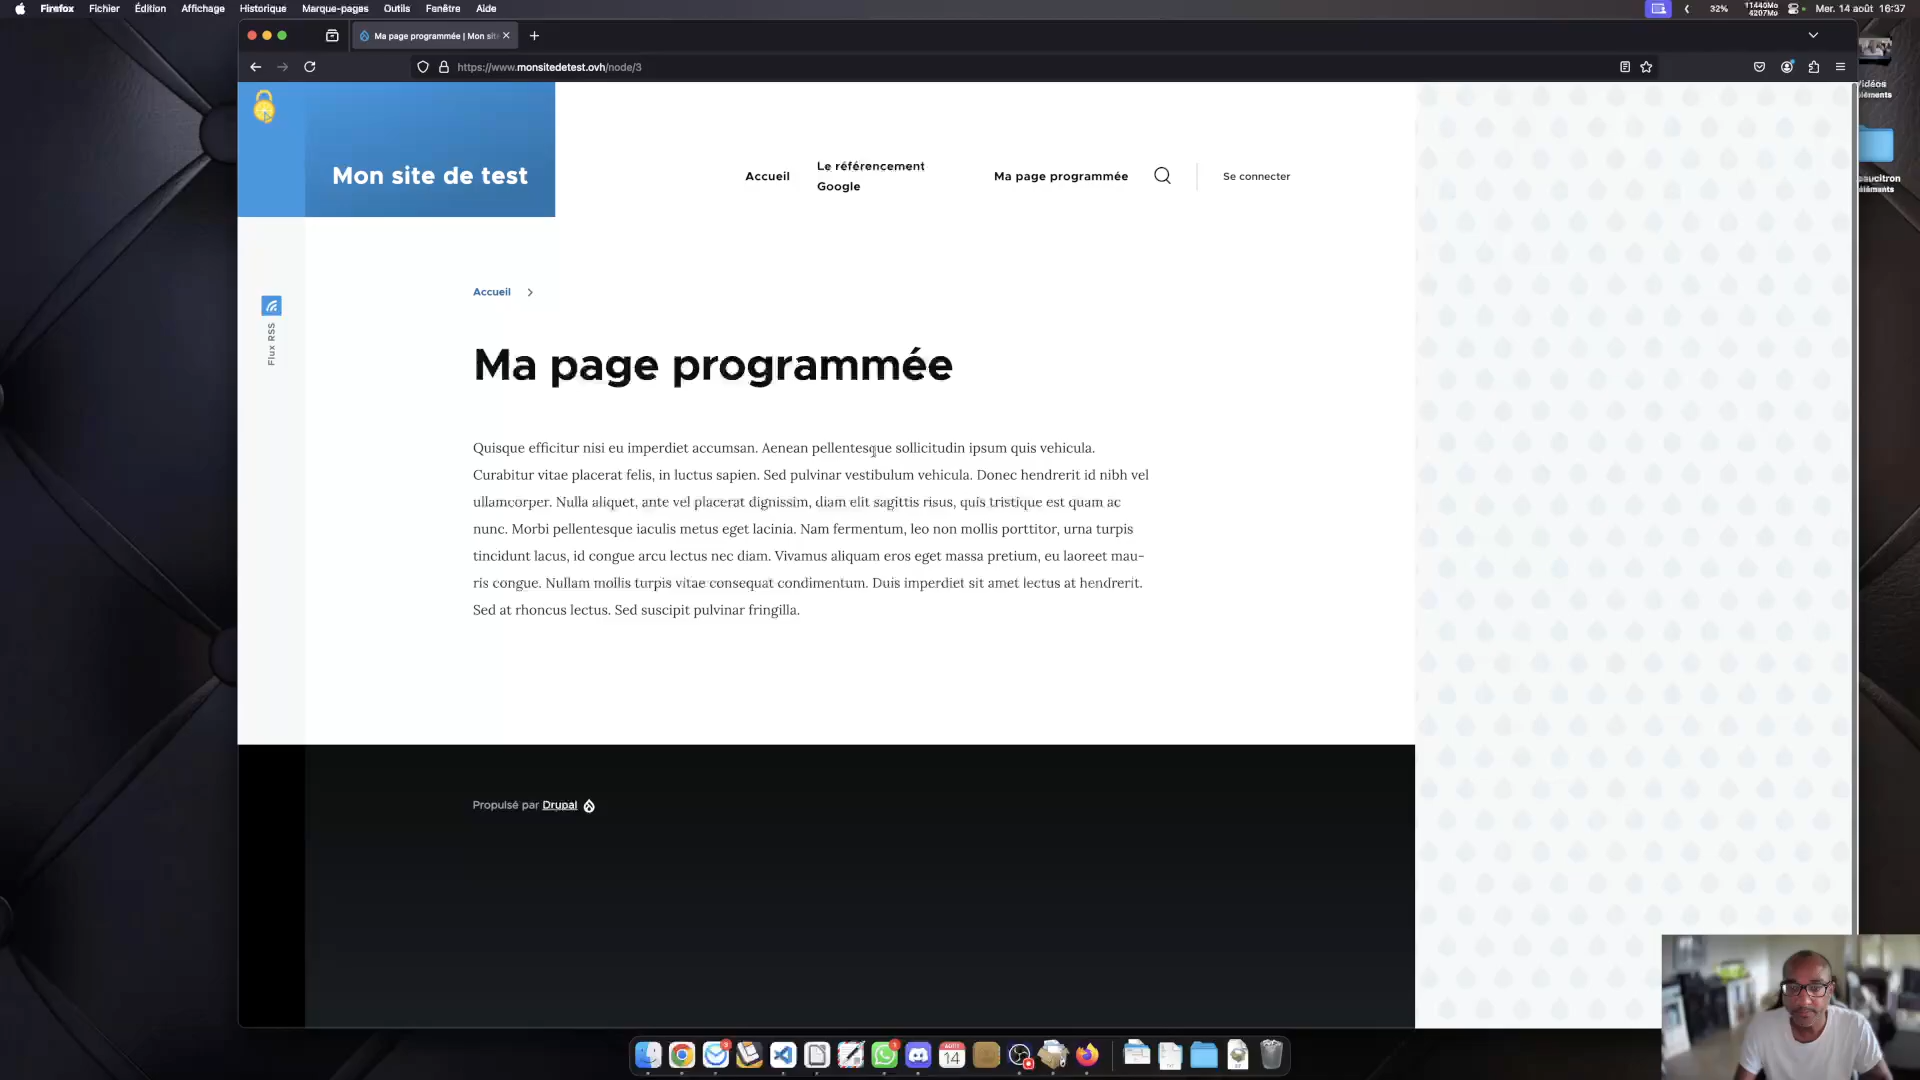 Firefox Fichier Édition Affichage Historique Marque-pages Outils Fenêtre Aide
32%
Mer. 14 août 16:37
Ma page programmée | Mon sit
https://www.monsitedetest.ovh/node/3
Mon site de test
Accueil
Le référencement
Google
Ma page programmée
Se connecter
Flux RSS
Accueil
Ma page programmée
Quisque efficitur nisi eu imperdiet accumsan. Aenean pellentesque sollicitudin ipsum quis vehicula.
Curabitur vitae placerat felis, in luctus sapien. Sed pulvinar vestibulum vehicula. Donec hendrerit id nibh vel
ullamcorper. Nulla aliquet, ante vel placerat dignissim, diam elit sagittis risus, quis tristique est quam ac
nunc. Morbi pellentesque iaculis metus eget lacinia. Nam fermentum, leo non mollis porttitor, urna turpis
tincidunt lacus, id congue arcu lectus nec diam. Vivamus aliquam eros eget massa pretium, eu laoreet mau-
ris congue. Nullam mollis turpis vitae consequat condimentum. Duis imperdiet sit amet lectus at hendrerit.
Sed at rhoncus lectus. Sed suscipit pulvinar fringilla.
Propulsé par Drupal
14